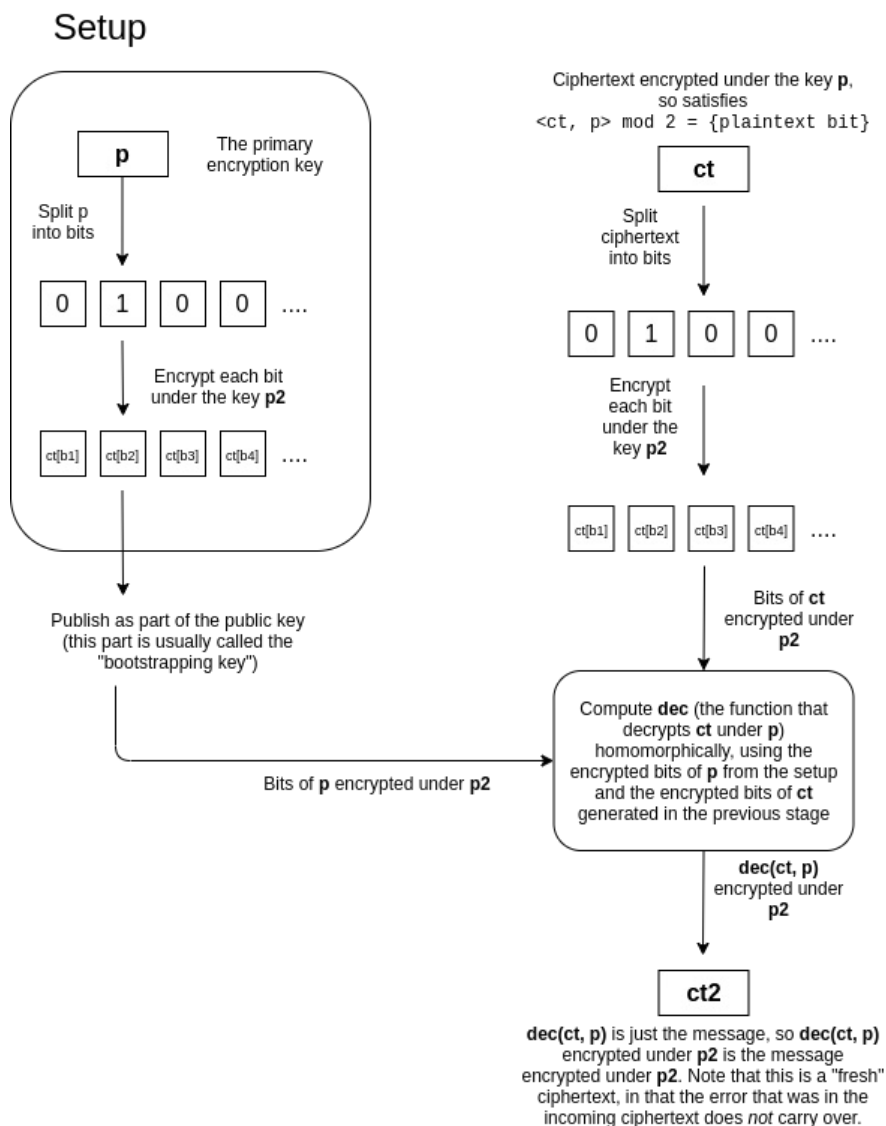 Setup
p
The primary
encryption key
Split p
into bits
0 1 0 0 ....
Encrypt each bit
under the key p2
ct[b1] ct[b2] ct[b3] ct[b4] ....
Publish as part of the public key
(this part is usually called the
"bootstrapping key")
Bits of p encrypted under p2
Ciphertext encrypted under the key p,
so satisfies
<ct, p> mod 2 = {plaintext bit}
ct
Split
ciphertext
into bits
0 1 0 0 ....
Encrypt
each bit
under the
key p2
ct[b1] ct[b2] ct[b3] ct[b4] ....
Bits of ct
encrypted under
p2
Compute dec (the function that
decrypts ct under p)
homomorphically, using the
encrypted bits of p from the setup
and the encrypted bits of ct
generated in the previous stage
dec(ct, p)
encrypted under
p2
ct2
dec(ct, p) is just the message, so dec(ct, p)
encrypted under p2 is the message
encrypted under p2. Note that this is a "fresh"
ciphertext, in that the error that was in the
incoming ciphertext does not carry over.